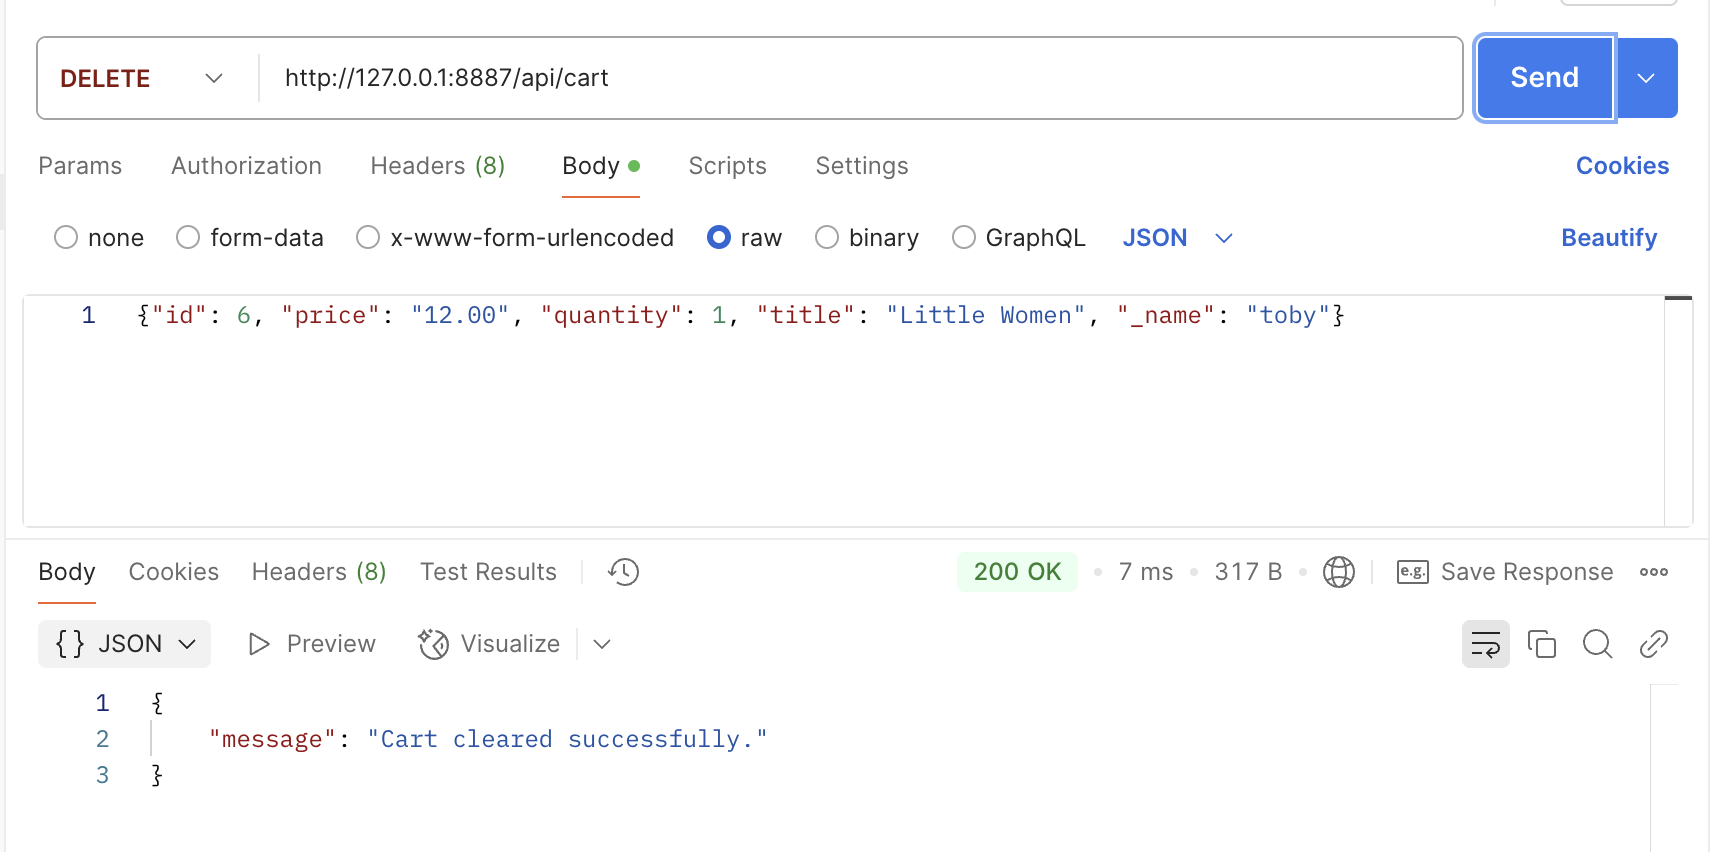 DELETE http://127.0.0.1:8887/api/cart Send
Params Authorization Headers (8) Body Scripts Settings Cookies
none form-data x-www-form-urlencoded raw binary GraphQL JSON Beautify
1 {"id": 6, "price": "12.00", "quantity": 1, "title": "Little Women", "_name": "toby"}
Body Cookies Headers (8) Test Results 200 OK 7 ms 317 B e.g. Save Response
{} JSON Preview Visualize
1 {
2 "message": "Cart cleared successfully."
3 }